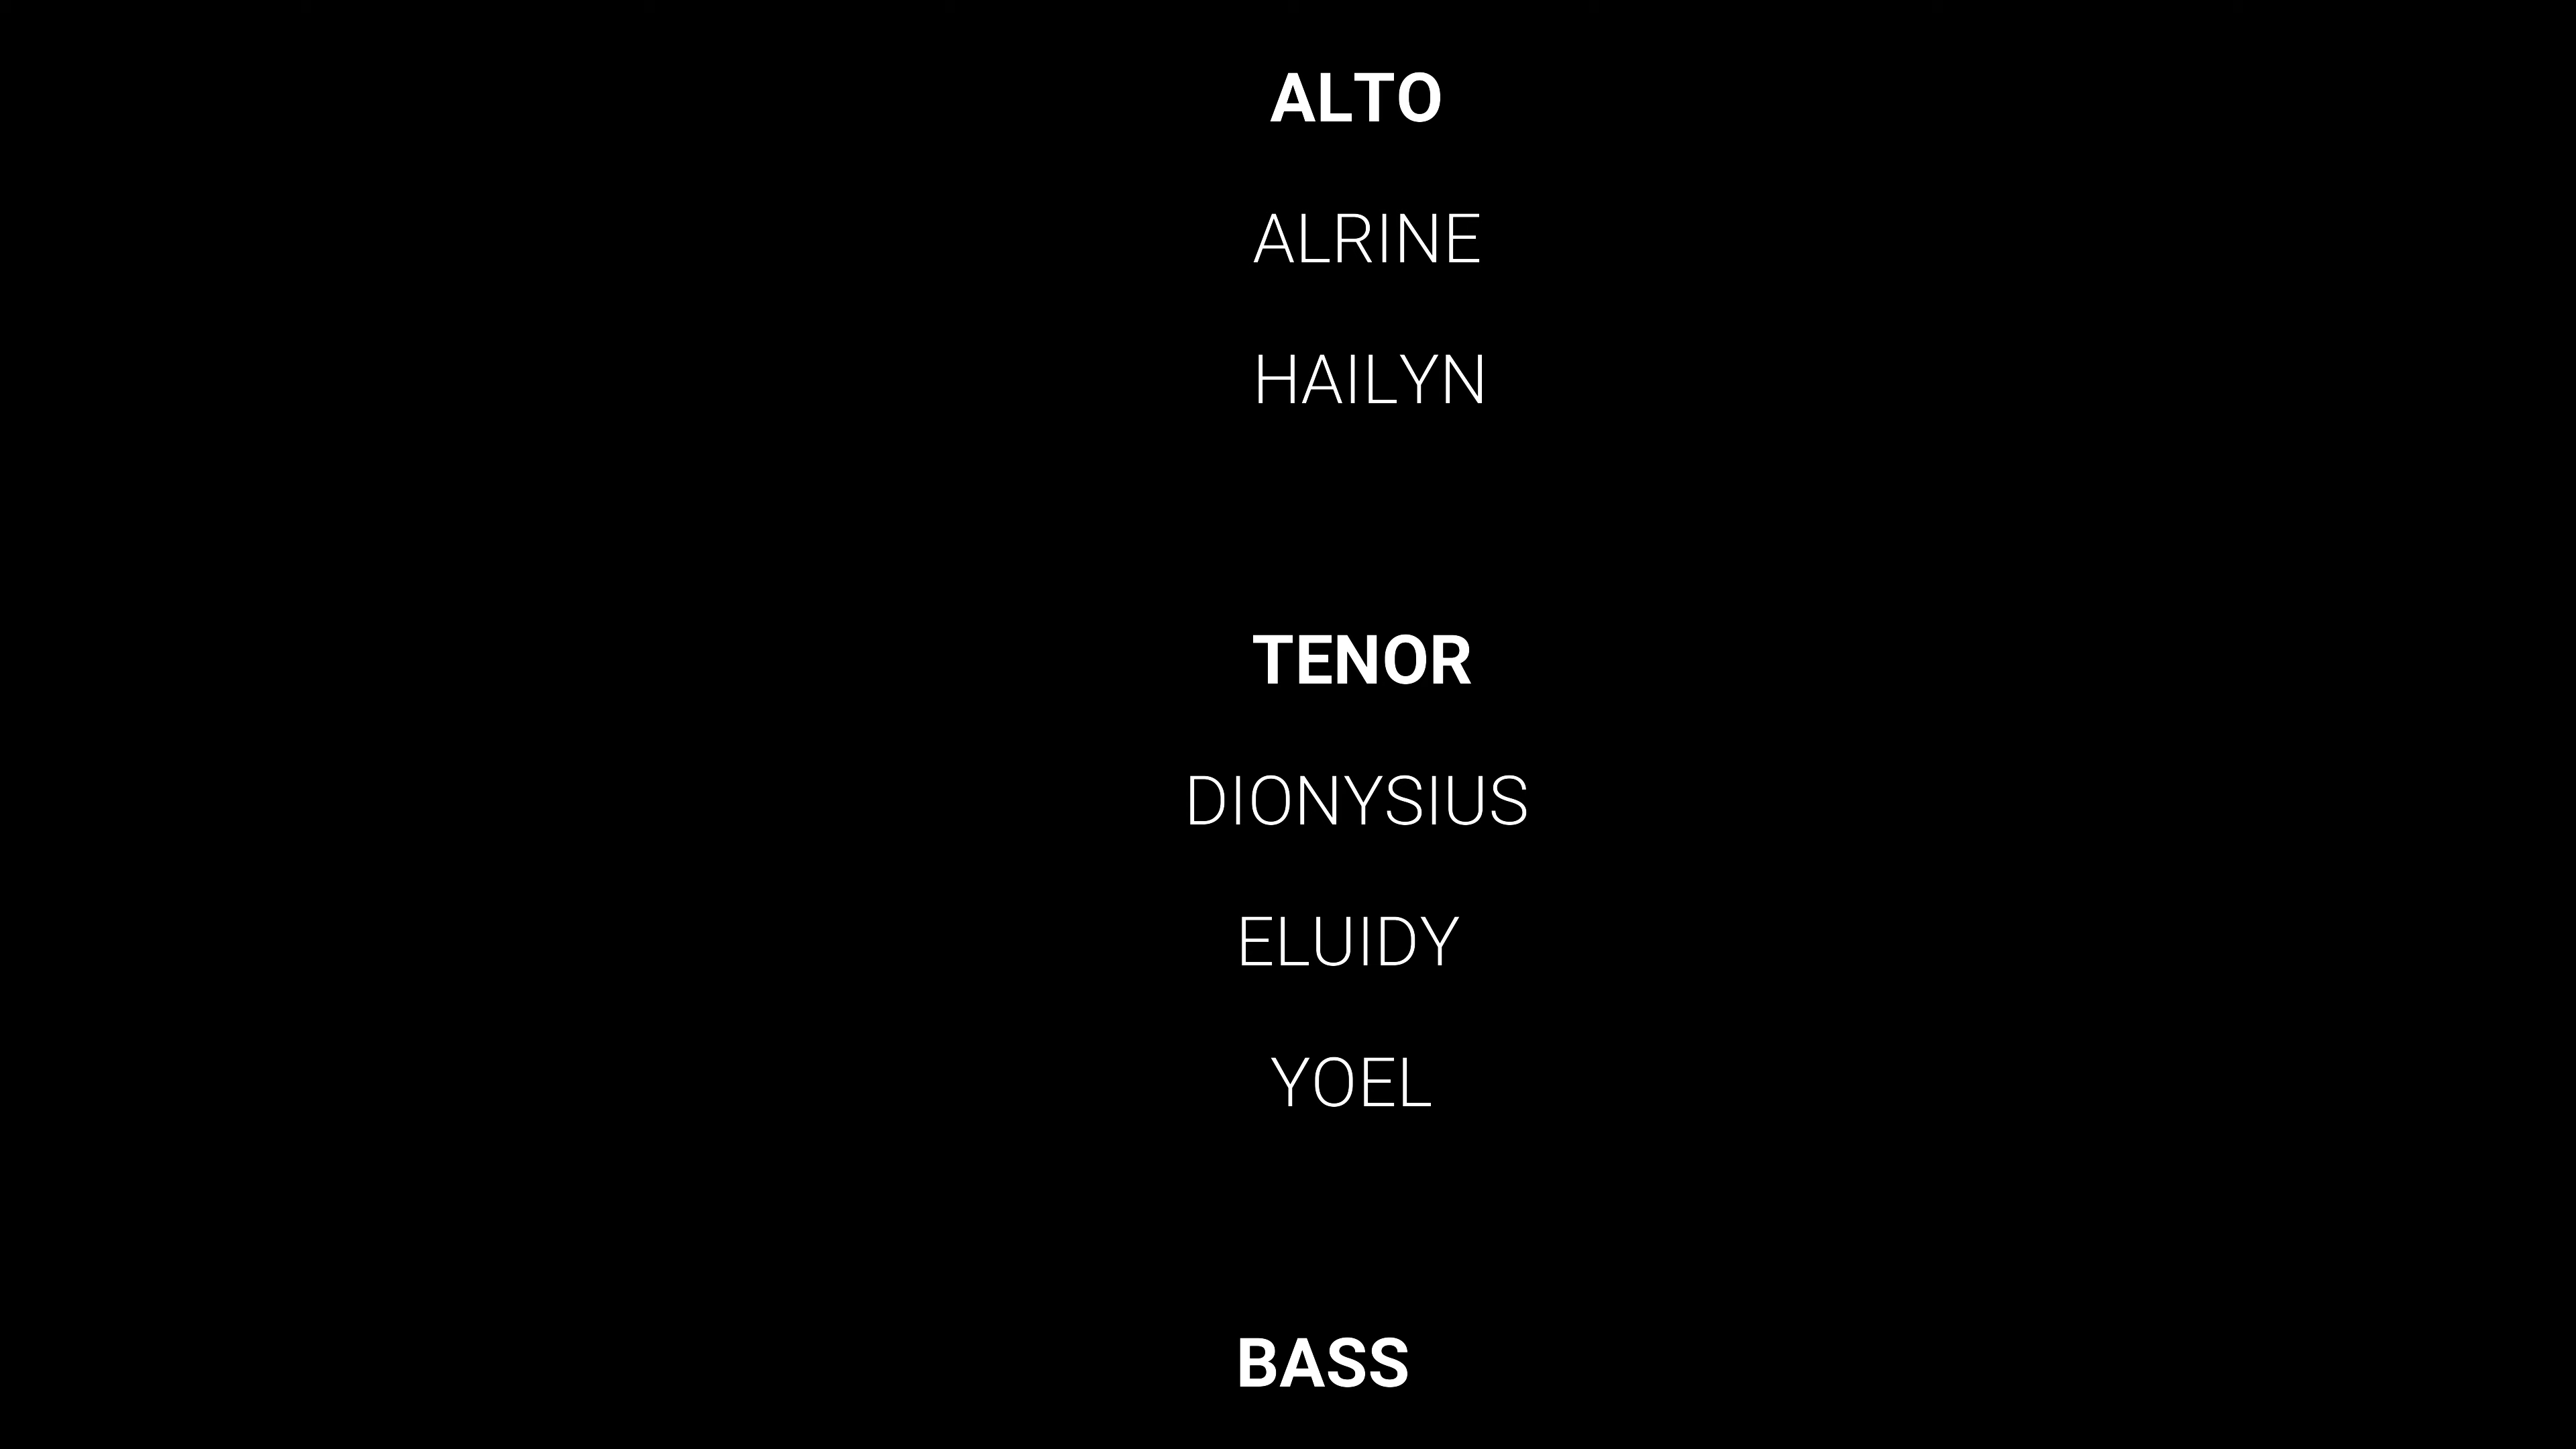 ALTO
ALRINE
HAILYN
TENOR
DIONYSIUS
ELUIDY
YOEL
BASS